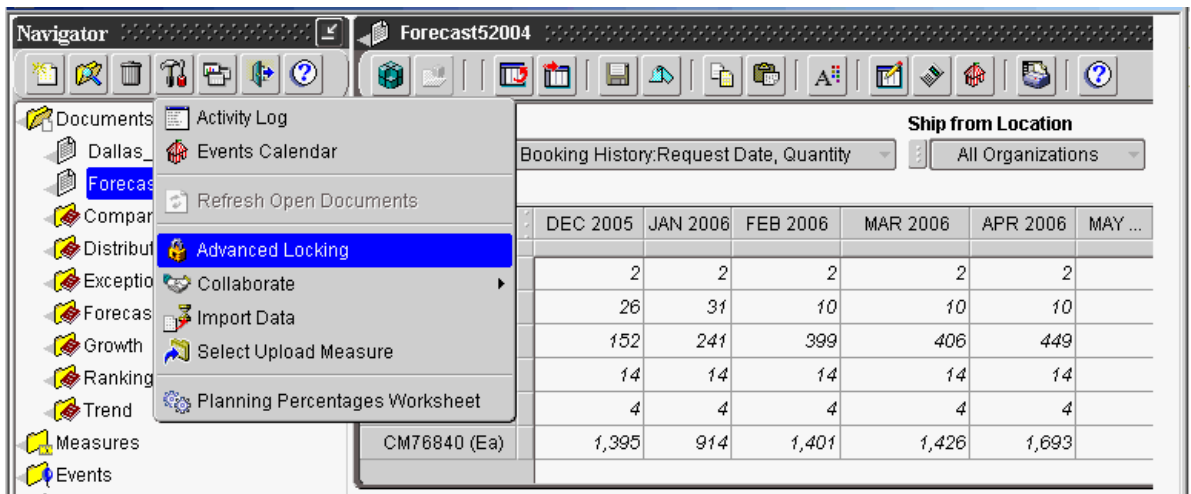 Navigator
Forecast52004
Documents
Activity Log
Ship from Location
Dallas_
Events Calendar
Booking History:Request Date, Quantity
All Organizations
Forecas
Refresh Open Documents
Compar
DEC 2005 JAN 2006 FEB 2006 MAR 2006 APR 2006 MAY ...
Distribut
Advanced Locking
2 2 2 2 2
Exceptio
Collaborate
26 31 10 10 10
Forecas
Import Data
152 241 399 406 449
Growth
Select Upload Measure
14 14 14 14 14
Ranking
Planning Percentages Worksheet
4 4 4 4 4
Trend
Measures
CM76840 (Ea) 1,395 914 1,401 1,426 1,693
Events